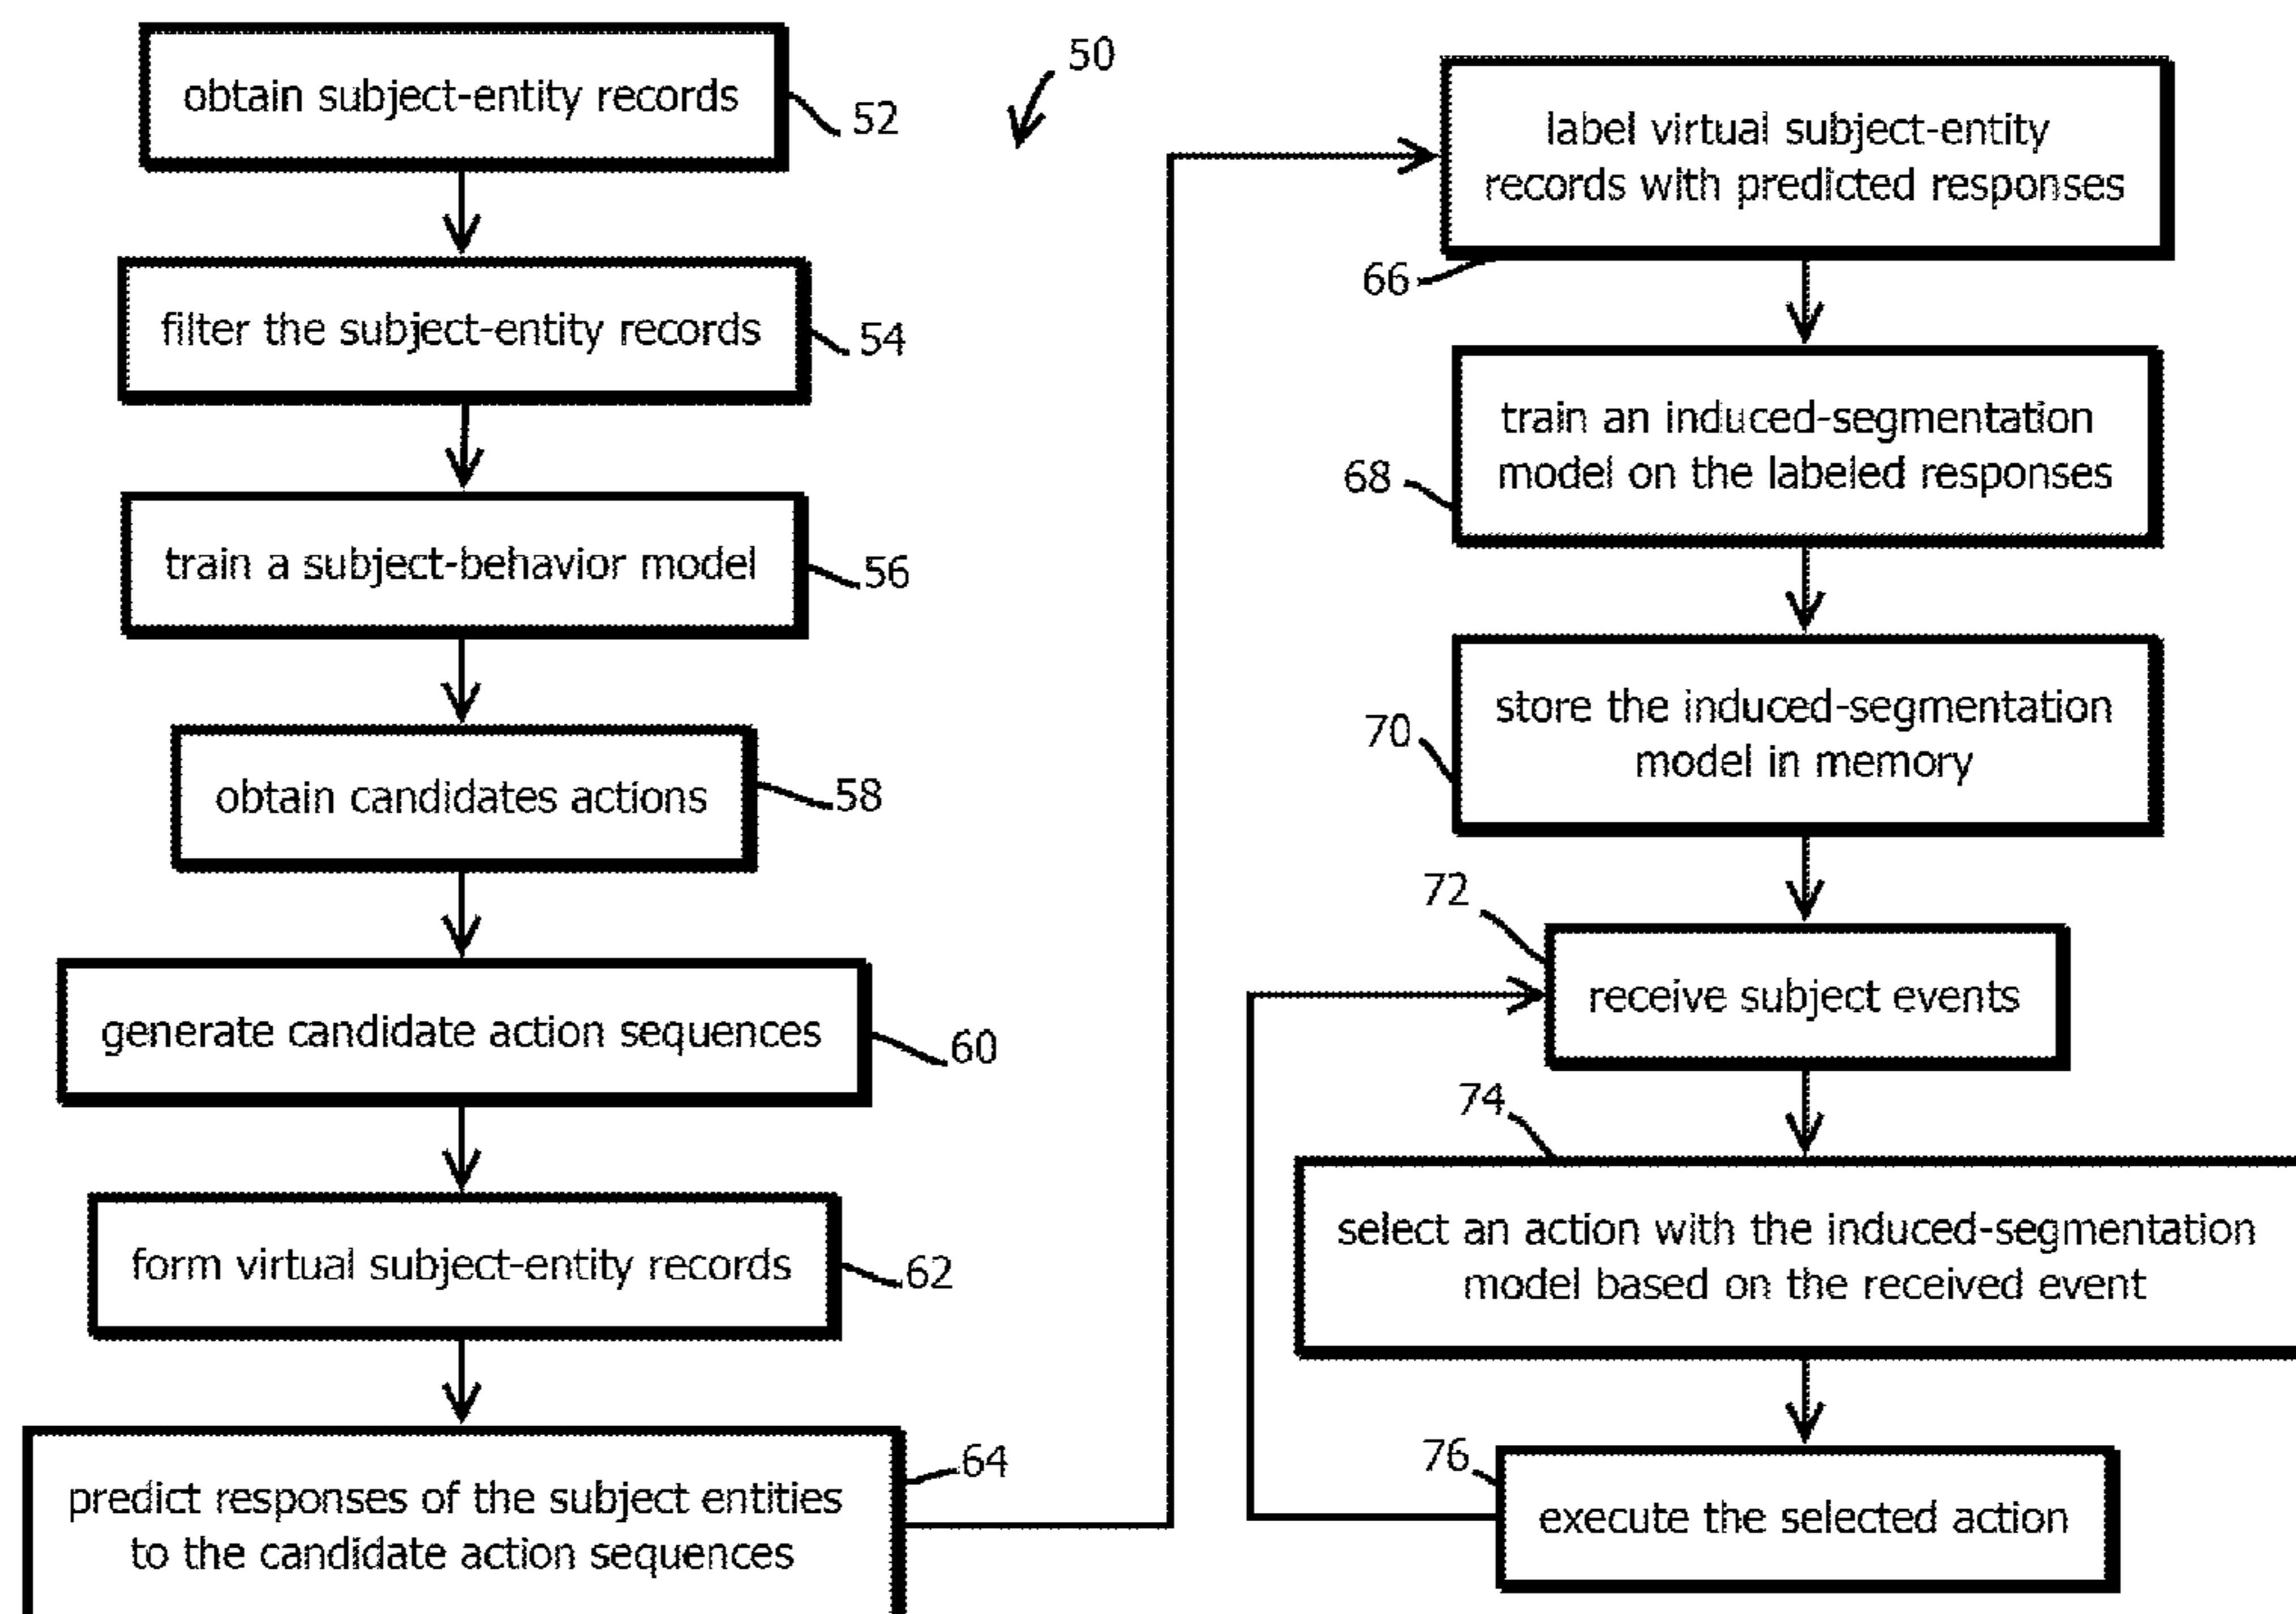 obtain subject-entity records
52
filter the subject-entity records
54
train a subject-behavior model
56
obtain candidates actions
58
generate candidate action sequences
60
form virtual subject-entity records
62
predict responses of the subject entities
to the candidate action sequences
64
50
label virtual subject-entity
records with predicted responses
66
train an induced-segmentation
model on the labeled responses
68
store the induced-segmentation
model in memory
70
72
receive subject events
74
select an action with the induced-segmentation
model based on the received event
76
execute the selected action